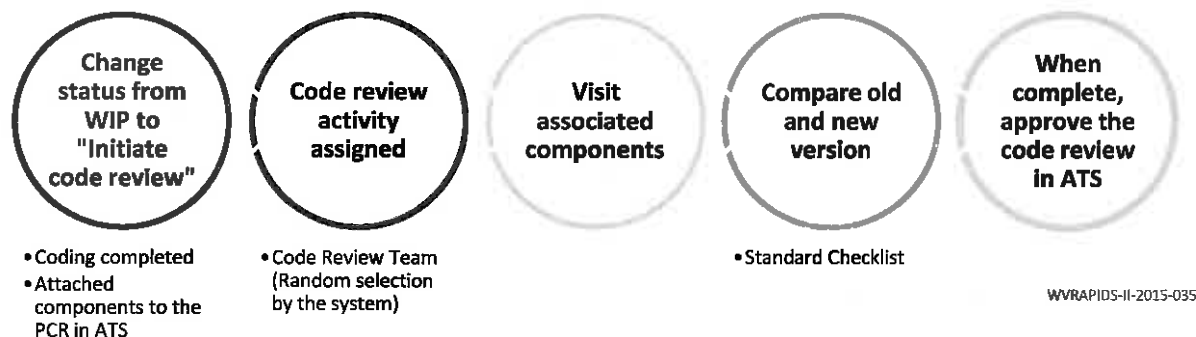 Change
status from
WIP to
"Initiate
code review"
Code review
activity
assigned
Visit
associated
components
Compare old
and new
version
When
complete,
approve the
code review
in ATS
• Coding completed
• Attached
components to the
PCR in ATS
• Code Review Team
(Random selection
by the system)
• Standard Checklist
WVRAPIDS-II-2015-035